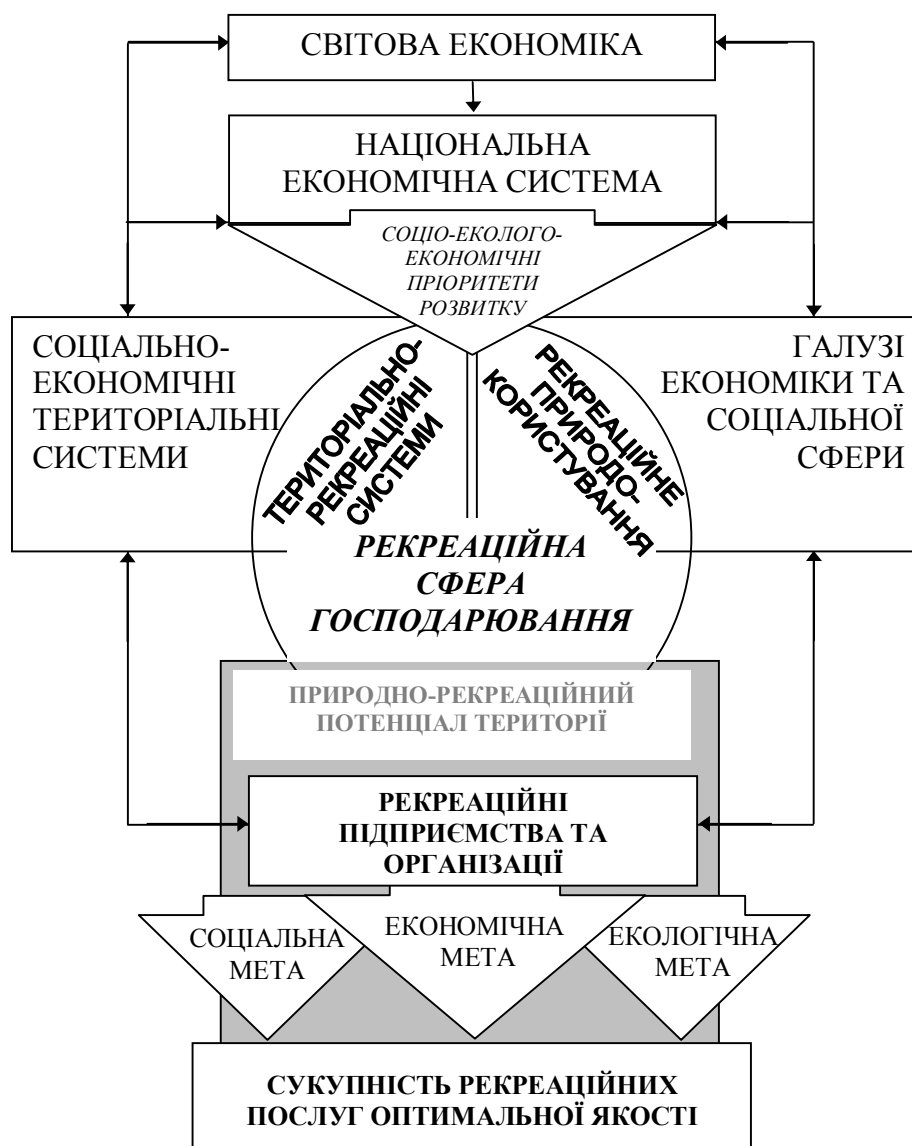 СВІТОВА ЕКОНОМІКА
НАЦІОНАЛЬНА
ЕКОНОМІЧНА СИСТЕМА
СОЦІО-ЕКОЛОГО-
ЕКОНОМІЧНІ
ПРІОРИТЕТИ
РОЗВИТКУ
СОЦІАЛЬНО-
ЕКОНОМІЧНІ
ТЕРИТОРІАЛЬНІ
СИСТЕМИ
ТЕРИТОРІАЛЬНО-
РЕКРЕАЦІЙНІ
СИСТЕМИ
РЕКРЕАЦІЙНЕ
ПРИРОДО-
КОРИСТУВАННЯ
ГАЛУЗІ
ЕКОНОМІКИ ТА
СОЦІАЛЬНОЇ
СФЕРИ
РЕКРЕАЦІЙНА
СФЕРА
ГОСПОДАРЮВАННЯ
ПРИРОДНО-РЕКРЕАЦІЙНИЙ
ПОТЕНЦІАЛ ТЕРИТОРІЇ
РЕКРЕАЦІЙНІ
ПІДПРИЄМСТВА ТА
ОРГАНІЗАЦІЇ
СОЦІАЛЬНА
МЕТА
ЕКОНОМІЧНА
МЕТА
ЕКОЛОГІЧНА
МЕТА
СУКУПНІСТЬ РЕКРЕАЦІЙНИХ
ПОСЛУГ ОПТИМАЛЬНОЇ ЯКОСТІ